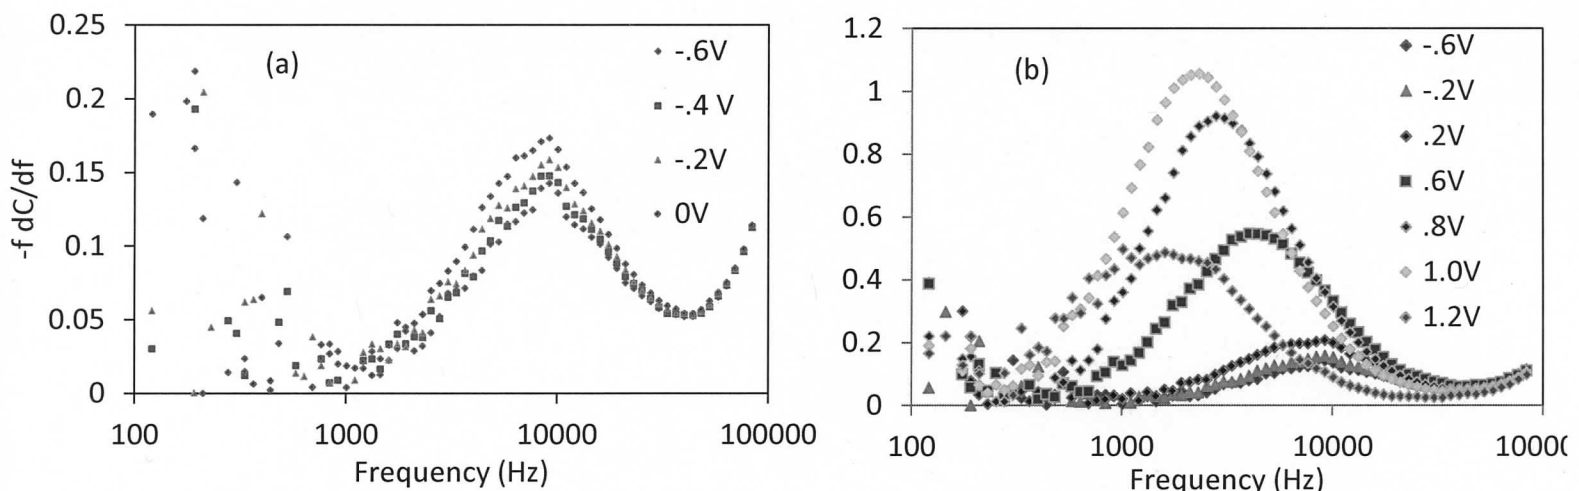 0.25
0.2
0.15
0.1
0.05
0
-f dC/df
(a)
-.6V
-.4 V
-.2V
0V
100
1000
10000
100000
Frequency (Hz)
1.2
1
0.8
0.6
0.4
0.2
0
(b)
-.6V
-.2V
.2V
.6V
.8V
1.0V
1.2V
100
1000
10000
10000
Frequency (Hz)